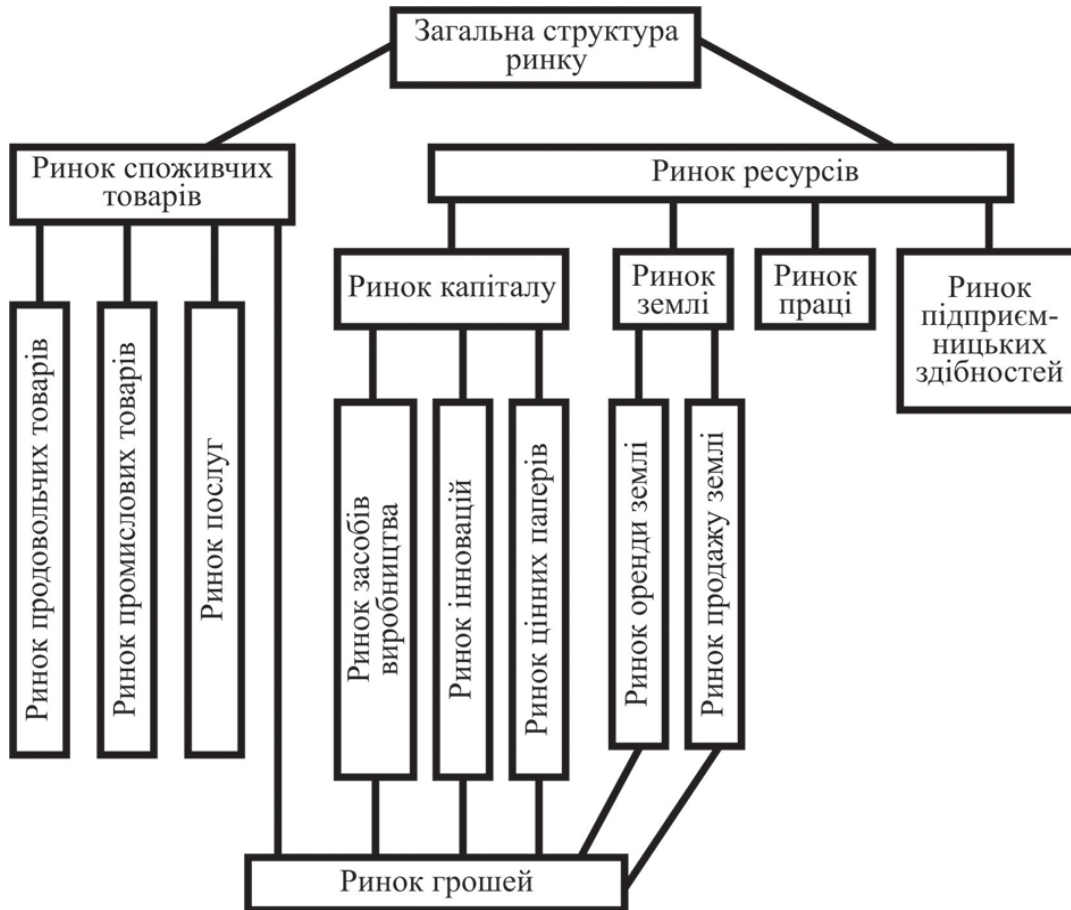 Загальна структура
ринку
Ринок споживчих
товарів
Ринок ресурсів
Ринок капіталу
Ринок
землі
Ринок
праці
Ринок
підприєм-
ницьких
здібностей
Ринок продовольчих товарів
Ринок промислових товарів
Ринок послуг
Ринок засобів
виробництва
Ринок інновацій
Ринок цінних паперів
Ринок оренди землі
Ринок продажу землі
Ринок грошей